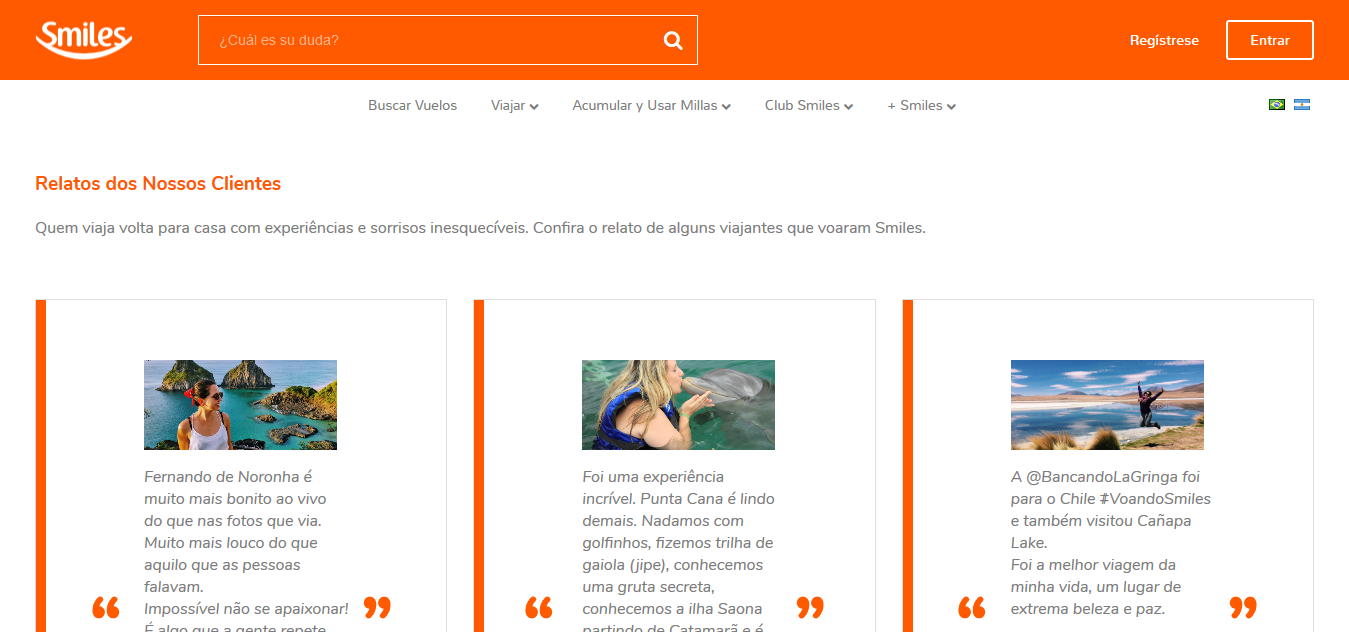 Smiles
¿Cuál es su duda?
Regístrese
Entrar
Buscar Vuelos
Viajar
Acumular y Usar Millas
Club Smiles
+ Smiles
Relatos dos Nossos Clientes
Quem viaja volta para casa com experiências e sorrisos inesquecíveis. Confira o relato de alguns viajantes que voaram Smiles.
“
Fernando de Noronha é
muito mais bonito ao vivo
do que nas fotos que via.
Muito mais louco do que
aquilo que as pessoas
falavam.
Impossível não se apaixonar!
É algo que a gente repete
”
“
Foi uma experiência
incrível. Punta Cana é lindo
demais. Nadamos com
golfinhos, fizemos trilha de
gaiola (jipe), conhecemos
uma gruta secreta,
conhecemos a ilha Saona
partindo de Catamarã e é
”
“
A @BancandoLaGringa foi
para o Chile #VoandoSmiles
e também visitou Cañapa
Lake.
Foi a melhor viagem da
minha vida, um lugar de
extrema beleza e paz.
”